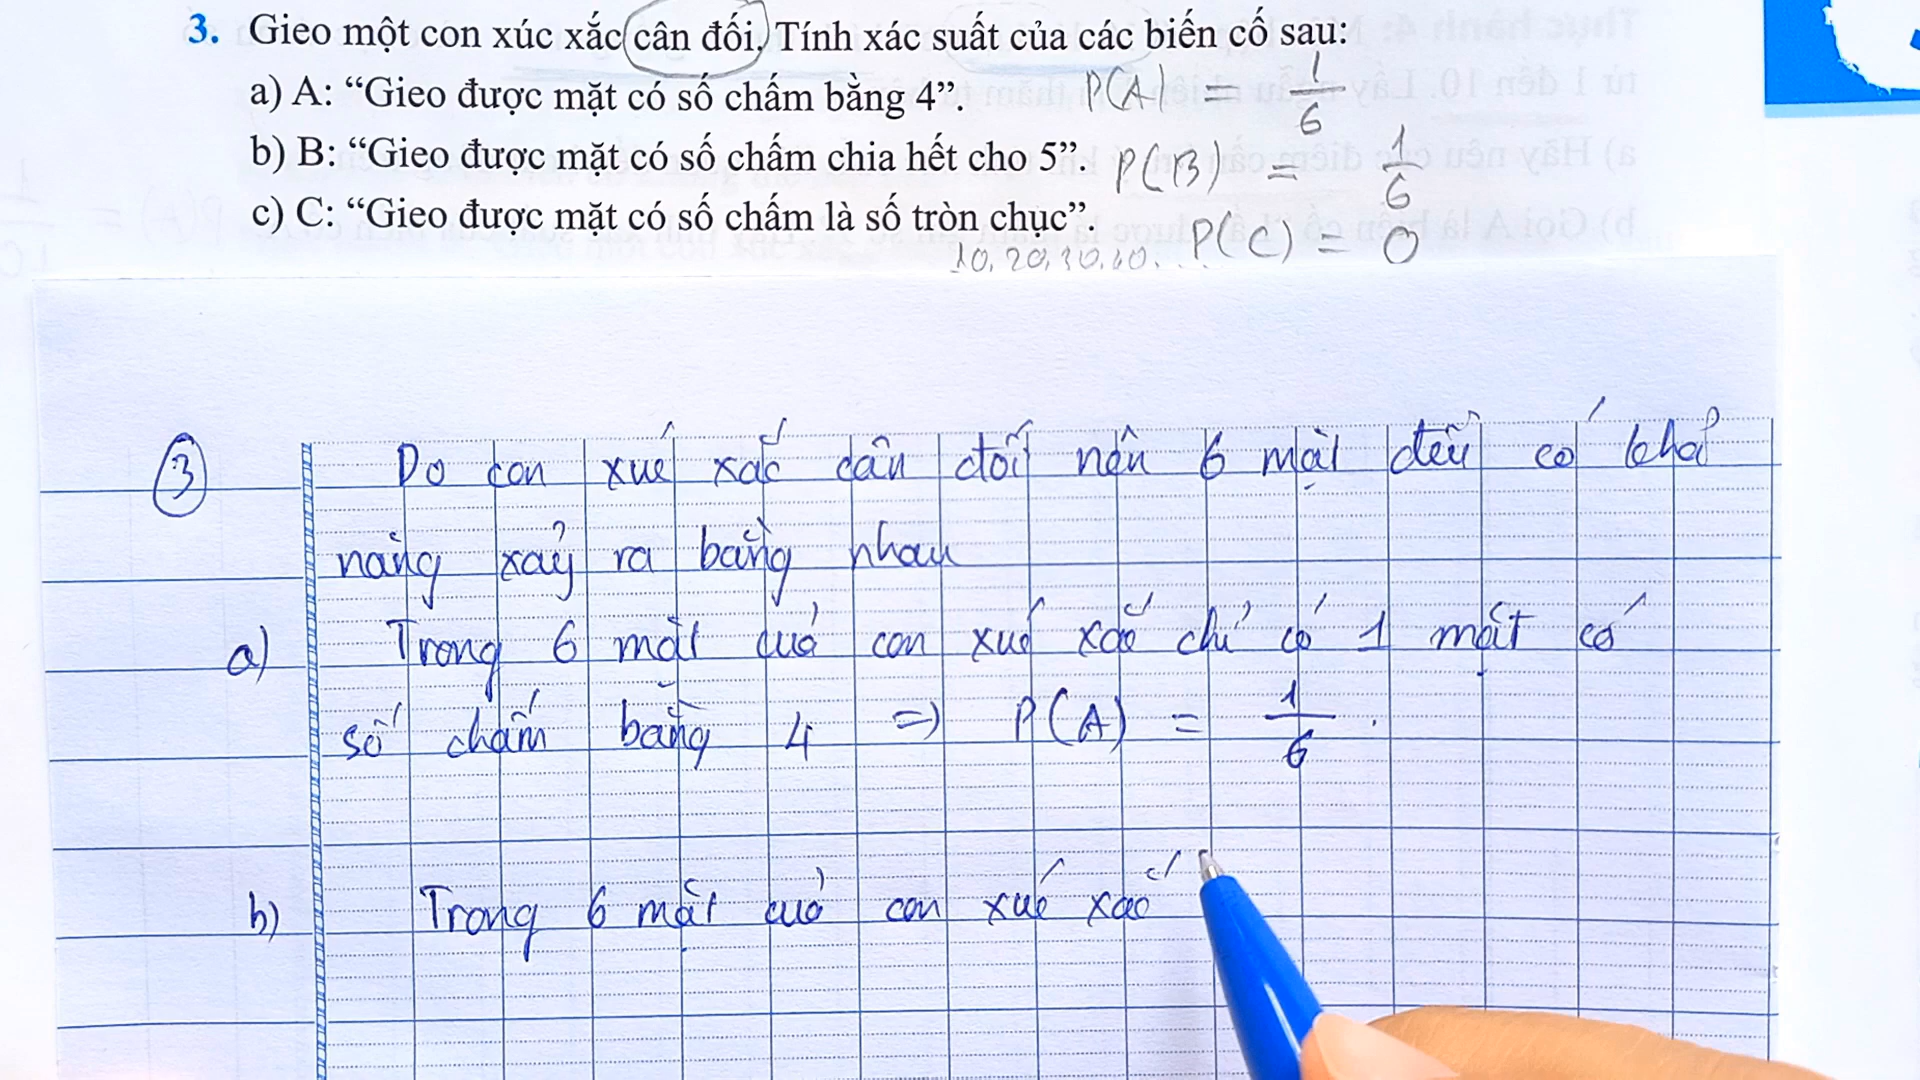 3. Gieo một con xúc xắc cân đối. Tính xác suất của các biến cố sau:
a) A: “Gieo được mặt có số chấm bằng 4”. P(A) = 1/6
b) B: “Gieo được mặt có số chấm chia hết cho 5”. P(B) = 1/6
c) C: “Gieo được mặt có số chấm là số tròn chục”. P(C) = 0
10, 20, 30, 40. . .
3 Do con xúc xắc cân đối nên 6 mặt đều có khả
năng xảy ra bằng nhau
a) Trong 6 mặt của con xúc xắc chỉ có 1 mặt có
số chấm bằng 4 => P(A) = 1/6.
b) Trong 6 mặt của con xúc xắc